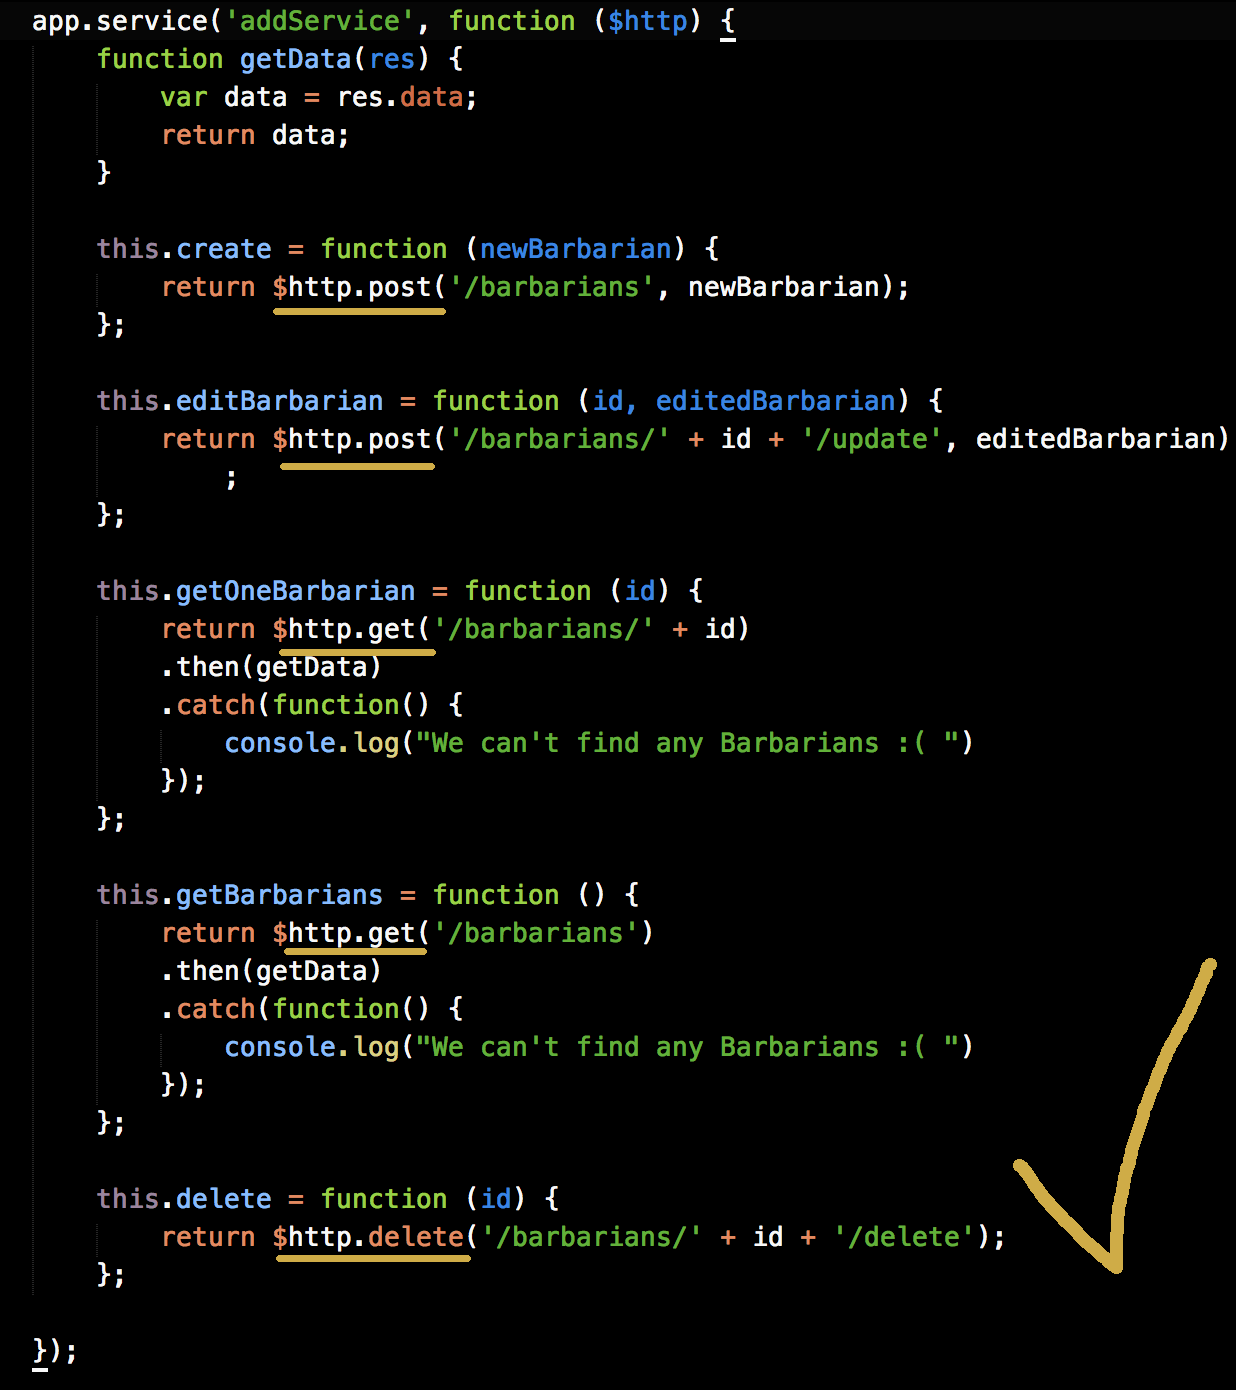 app.service('addService', function ($http) {
    function getData(res) {
        var data = res.data;
        return data;
    }

    this.create = function (newBarbarian) {
        return $http.post('/barbarians', newBarbarian);
    };

    this.editBarbarian = function (id, editedBarbarian) {
        return $http.post('/barbarians/' + id + '/update', editedBarbarian)
            ;
    };

    this.getOneBarbarian = function (id) {
        return $http.get('/barbarians/' + id)
        .then(getData)
        .catch(function() {
            console.log("We can't find any Barbarians :( ")
        });
    };

    this.getBarbarians = function () {
        return $http.get('/barbarians')
        .then(getData)
        .catch(function() {
            console.log("We can't find any Barbarians :( ")
        });
    };

    this.delete = function (id) {
        return $http.delete('/barbarians/' + id + '/delete');
    };

});